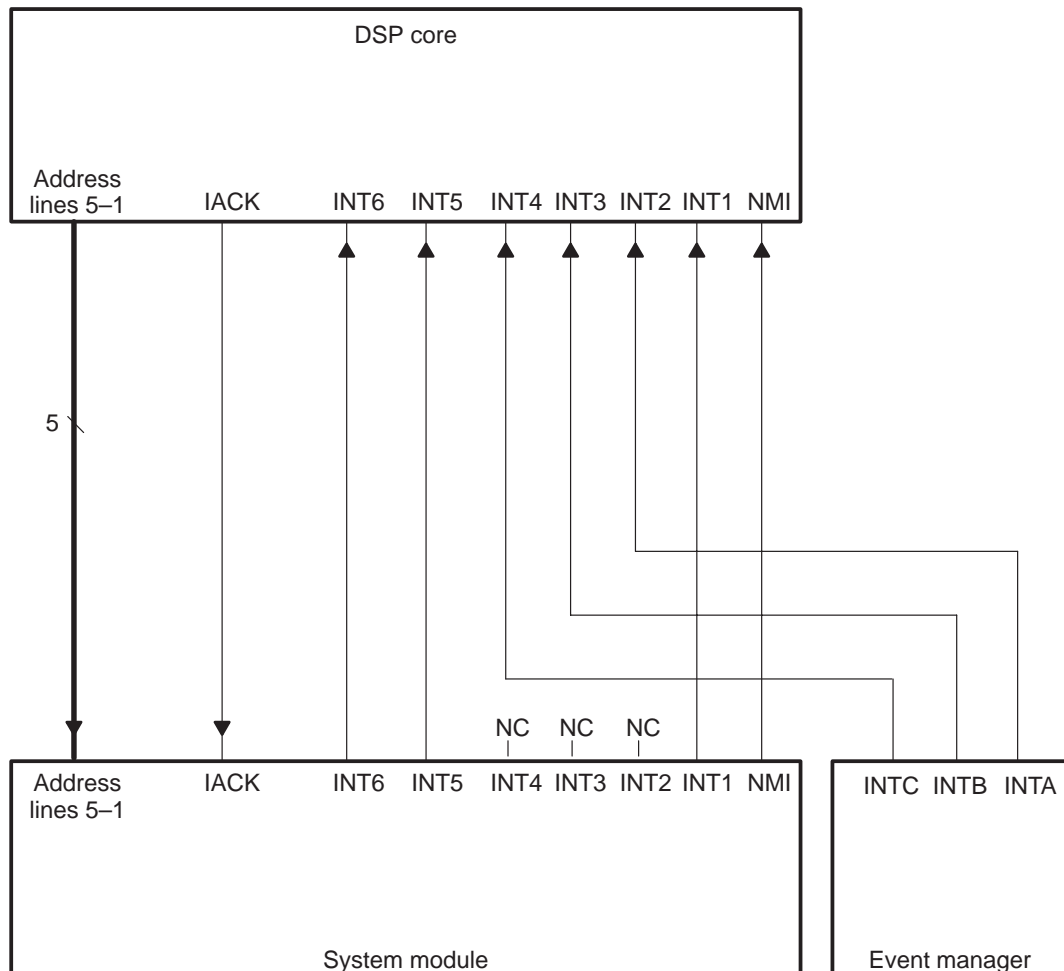 DSP core
Address
lines 5–1
IACK
INT6
INT5
INT4
INT3
INT2
INT1
NMI
5
NC
NC
NC
Address
lines 5–1
IACK
INT6
INT5
INT4
INT3
INT2
INT1
NMI
INTC
INTB
INTA
System module
Event manager